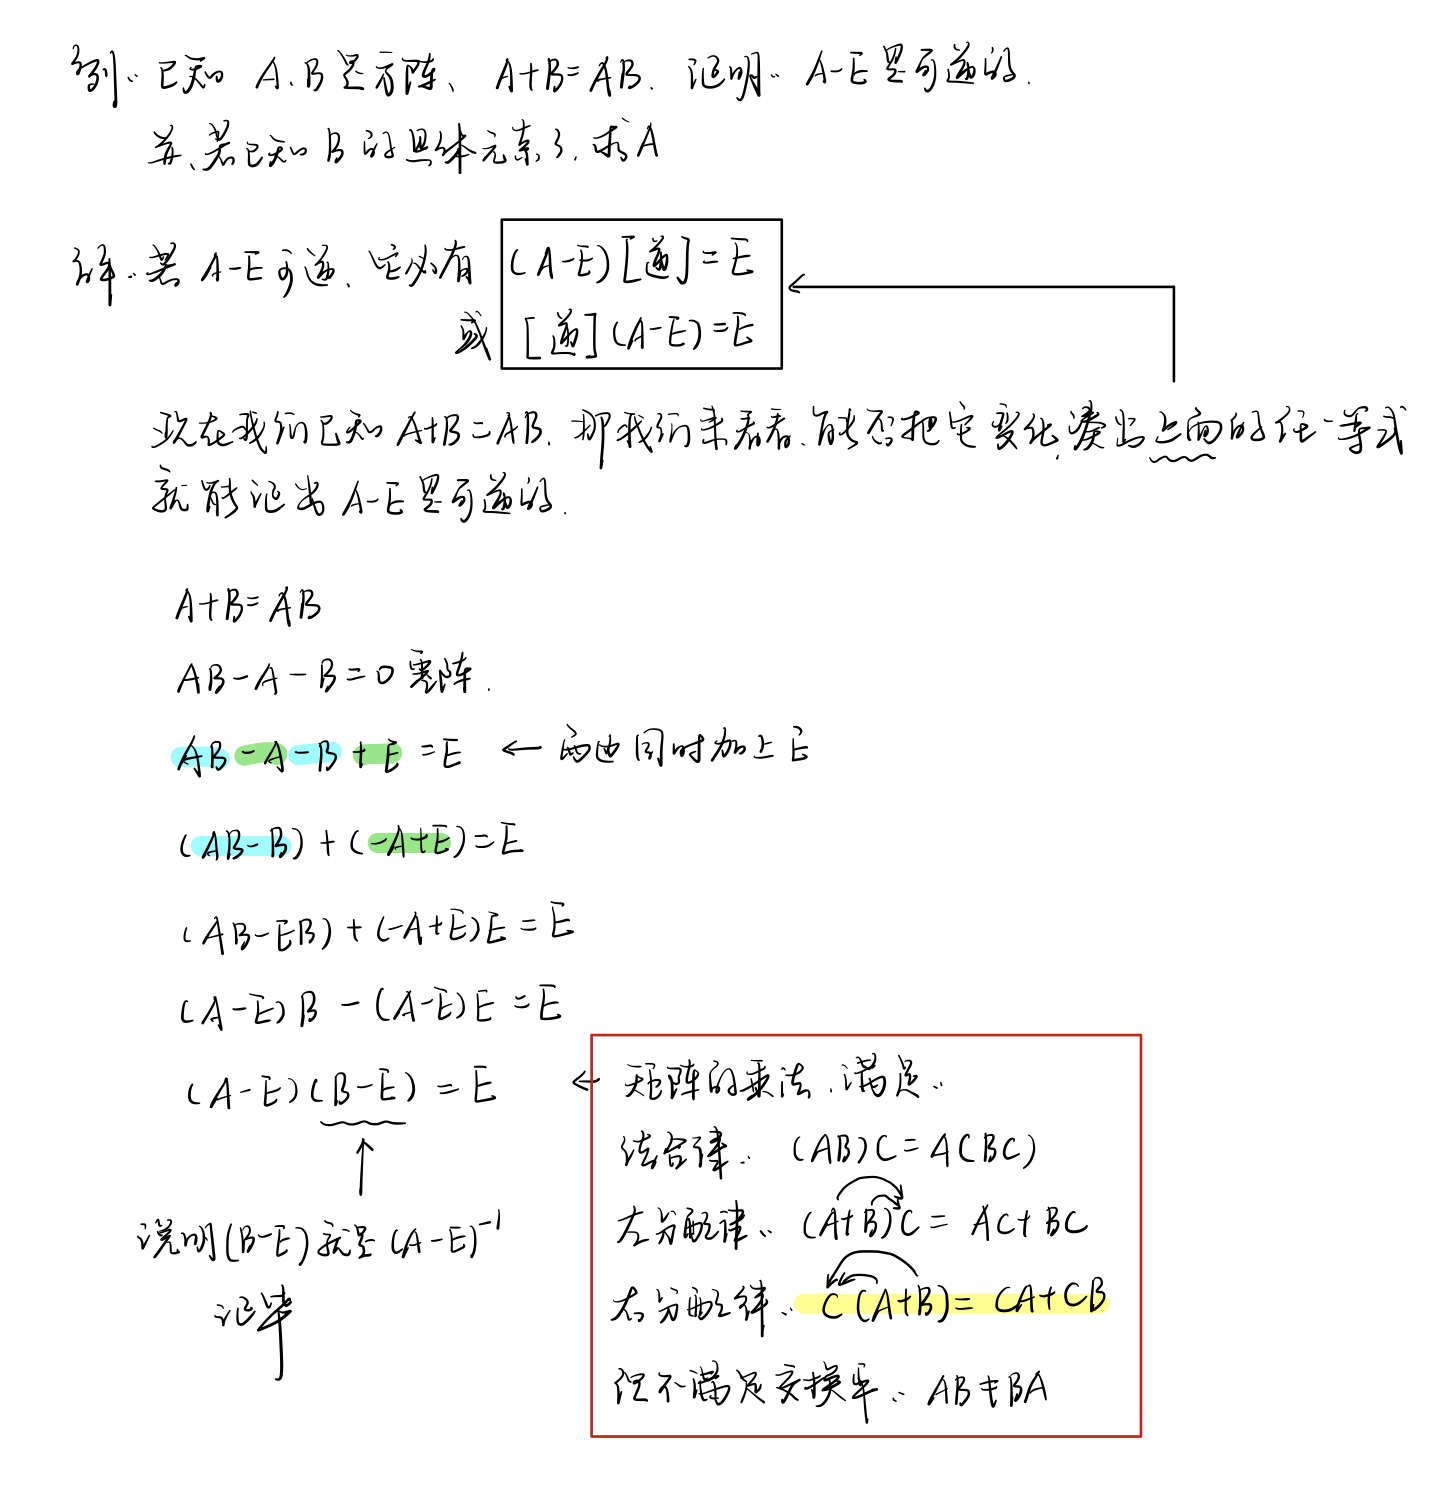 例:已知 A.B是方阵、A+B=AB. 证明: A-E是可逆的.
并、若已知B的具体元素了,求A
解:若 A-E可逆、它必有 (A-E)[逆]=E
或 [逆](A-E)=E
现在我们已知 A+B=AB. 那我们来看看、能否把它变化,凑出上面的任一等式
就能证出 A-E是可逆的.
A+B=AB
AB-A-B=0 零阵.
AB-A-B+E=E ← 两边同时加上E
(AB-B)+(-A+E)=E
(AB-EB)+(-A+E)E=E
(A-E)B-(A-E)E=E
(A-E)(B-E)=E ← 矩阵的乘法,满足:
结合律: (AB)C=A(BC)
左分配律: (A+B)C=AC+BC
右分配律: C(A+B)=CA+CB
但不满足交换率: AB≠BA
说明(B-E)就是(A-E)⁻¹
证毕